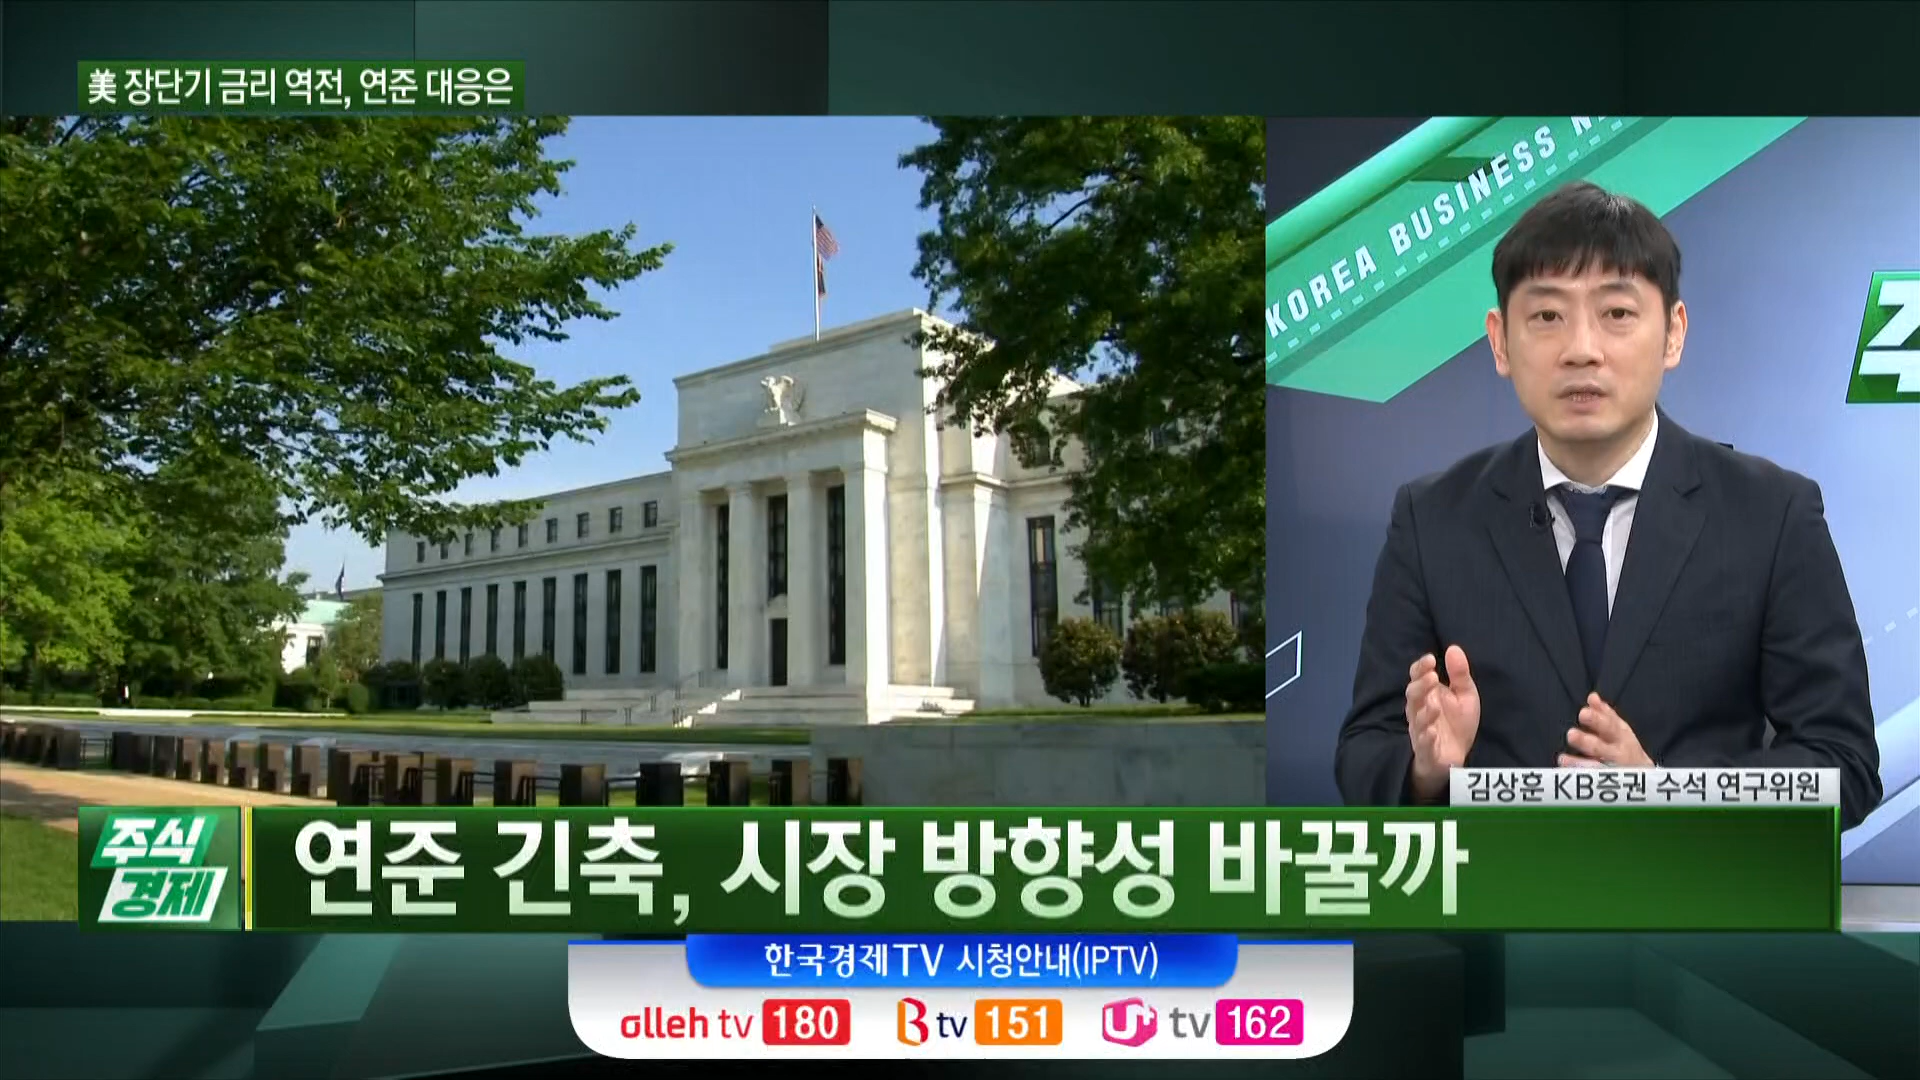 美 장단기 금리 역전, 연준 대응은
KOREA BUSINESS N
주
김상훈 KB증권 수석 연구위원
주식
경제
연준 긴축, 시장 방향성 바꿀까
한국경제TV 시청안내(IPTV)
olleh tv 180 B tv 151 U+ tv 162